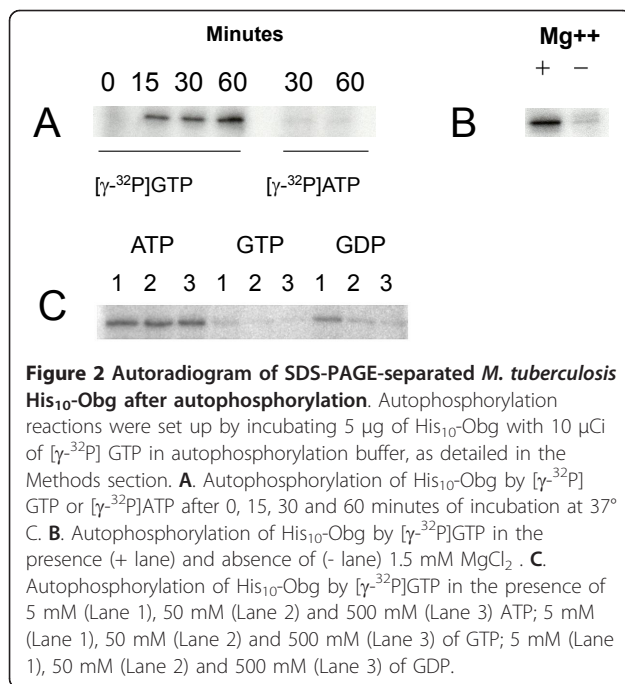 Minutes
0 15 30 60 30 60
A
[γ-³²P]GTP [γ-³²P]ATP
Mg++
+ −
B
ATP GTP GDP
1 2 3 1 2 3 1 2 3
C
Figure 2 Autoradiogram of SDS-PAGE-separated M. tuberculosis
His₁₀-Obg after autophosphorylation. Autophosphorylation
reactions were set up by incubating 5 μg of His₁₀-Obg with 10 μCi
of [γ-³²P] GTP in autophosphorylation buffer, as detailed in the
Methods section. A. Autophosphorylation of His₁₀-Obg by [γ-³²P]
GTP or [γ-³²P]ATP after 0, 15, 30 and 60 minutes of incubation at 37°
C. B. Autophosphorylation of His₁₀-Obg by [γ-³²P]GTP in the
presence (+ lane) and absence of (- lane) 1.5 mM MgCl₂ . C.
Autophosphorylation of His₁₀-Obg by [γ-³²P]GTP in the presence of
5 mM (Lane 1), 50 mM (Lane 2) and 500 mM (Lane 3) ATP; 5 mM
(Lane 1), 50 mM (Lane 2) and 500 mM (Lane 3) of GTP; 5 mM (Lane
1), 50 mM (Lane 2) and 500 mM (Lane 3) of GDP.